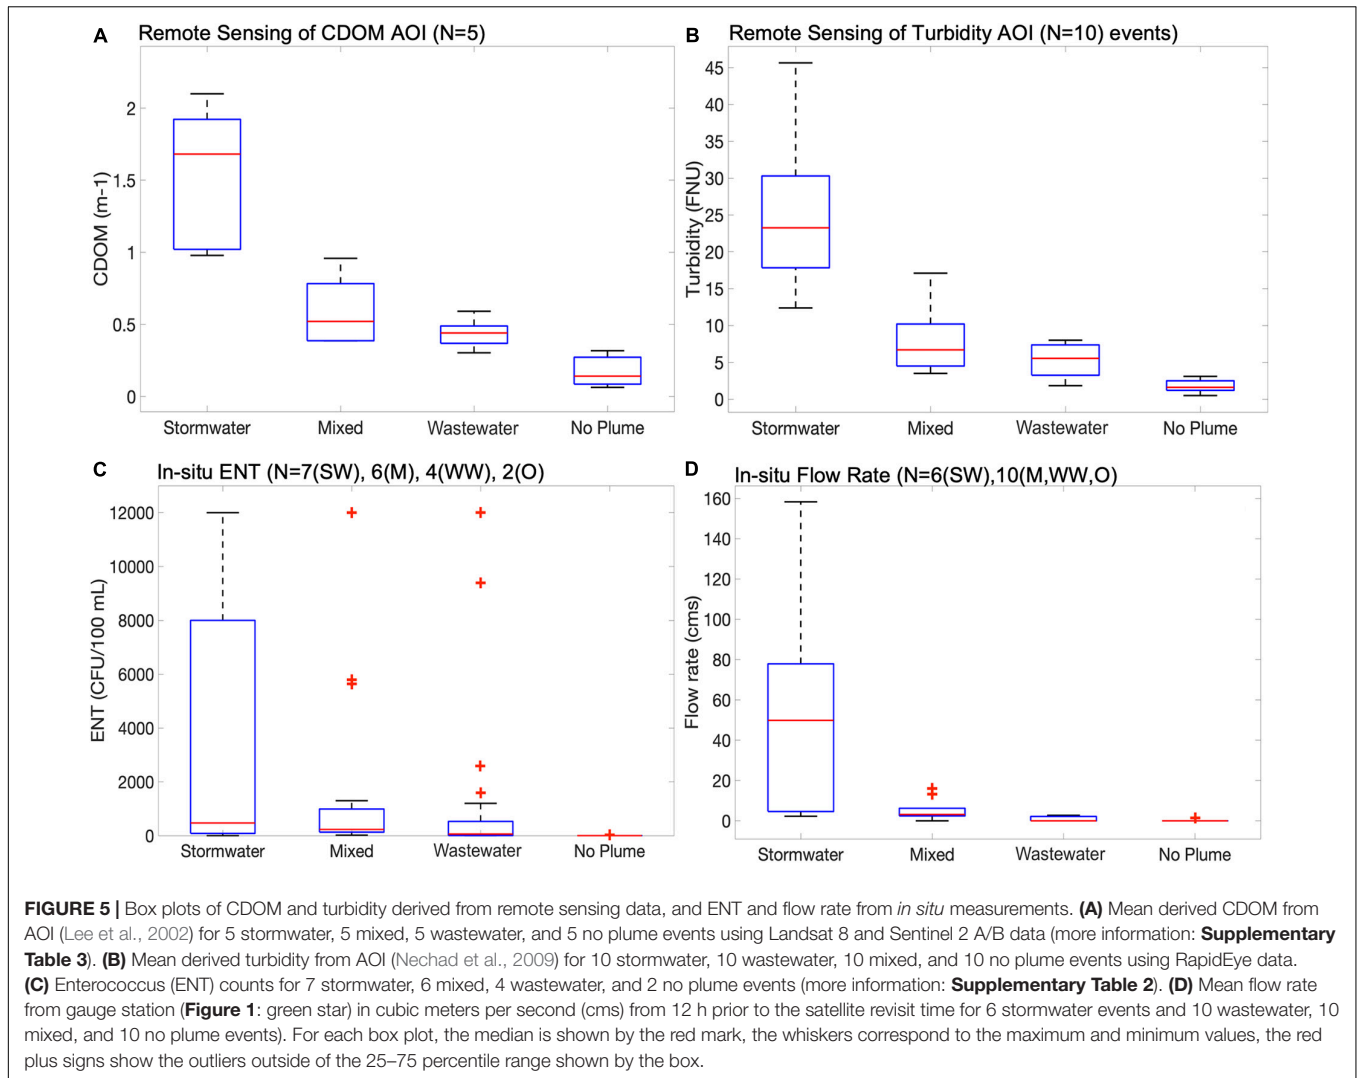 A Remote Sensing of CDOM AOI (N=5)
CDOM (m-1)
2
1.5
1
0.5
0
Stormwater Mixed Wastewater No Plume
B Remote Sensing of Turbidity AOI (N=10) events)
Turbidity (FNU)
45
40
35
30
25
20
15
10
5
0
Stormwater Mixed Wastewater No Plume
C In-situ ENT (N=7(SW), 6(M), 4(WW), 2(O)
ENT (CFU/100 mL)
12000
10000
8000
6000
4000
2000
0
Stormwater Mixed Wastewater No Plume
D In-situ Flow Rate (N=6(SW),10(M,WW,O)
Flow rate (cms)
160
140
120
100
80
60
40
20
0
Stormwater Mixed Wastewater No Plume
FIGURE 5 | Box plots of CDOM and turbidity derived from remote sensing data, and ENT and flow rate from in situ measurements. (A) Mean derived CDOM from
AOI (Lee et al., 2002) for 5 stormwater, 5 mixed, 5 wastewater, and 5 no plume events using Landsat 8 and Sentinel 2 A/B data (more information: Supplementary
Table 3). (B) Mean derived turbidity from AOI (Nechad et al., 2009) for 10 stormwater, 10 wastewater, 10 mixed, and 10 no plume events using RapidEye data.
(C) Enterococcus (ENT) counts for 7 stormwater, 6 mixed, 4 wastewater, and 2 no plume events (more information: Supplementary Table 2). (D) Mean flow rate
from gauge station (Figure 1: green star) in cubic meters per second (cms) from 12 h prior to the satellite revisit time for 6 stormwater events and 10 wastewater, 10
mixed, and 10 no plume events). For each box plot, the median is shown by the red mark, the whiskers correspond to the maximum and minimum values, the red
plus signs show the outliers outside of the 25–75 percentile range shown by the box.